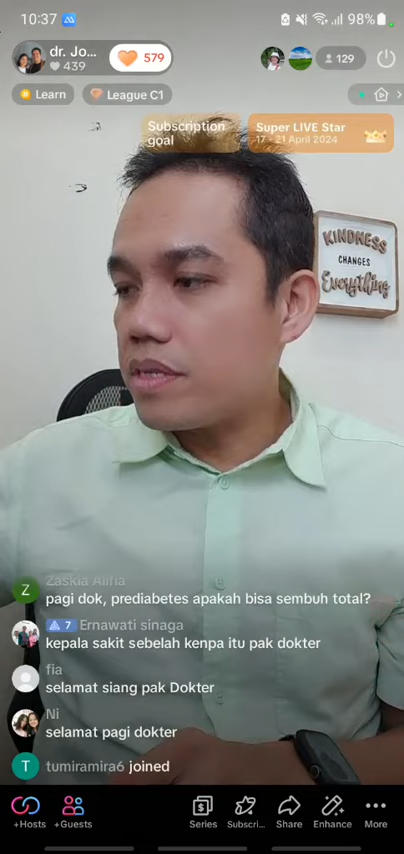 10:37
98%
dr. Jo...
439
579
129
Learn
League C1
Subscription
goal
Super LIVE Star
17 - 21 April 2024
KINDNESS
CHANGES
Everything
Z
Zaskia Alifia
pagi dok, prediabetes apakah bisa sembuh total?
7 Ernawati sinaga
kepala sakit sebelah kenpa itu pak dokter
fia
selamat siang pak Dokter
Ni
selamat pagi dokter
T
tumiramira6 joined
+Hosts
+Guests
Series
Subscri...
Share
Enhance
More